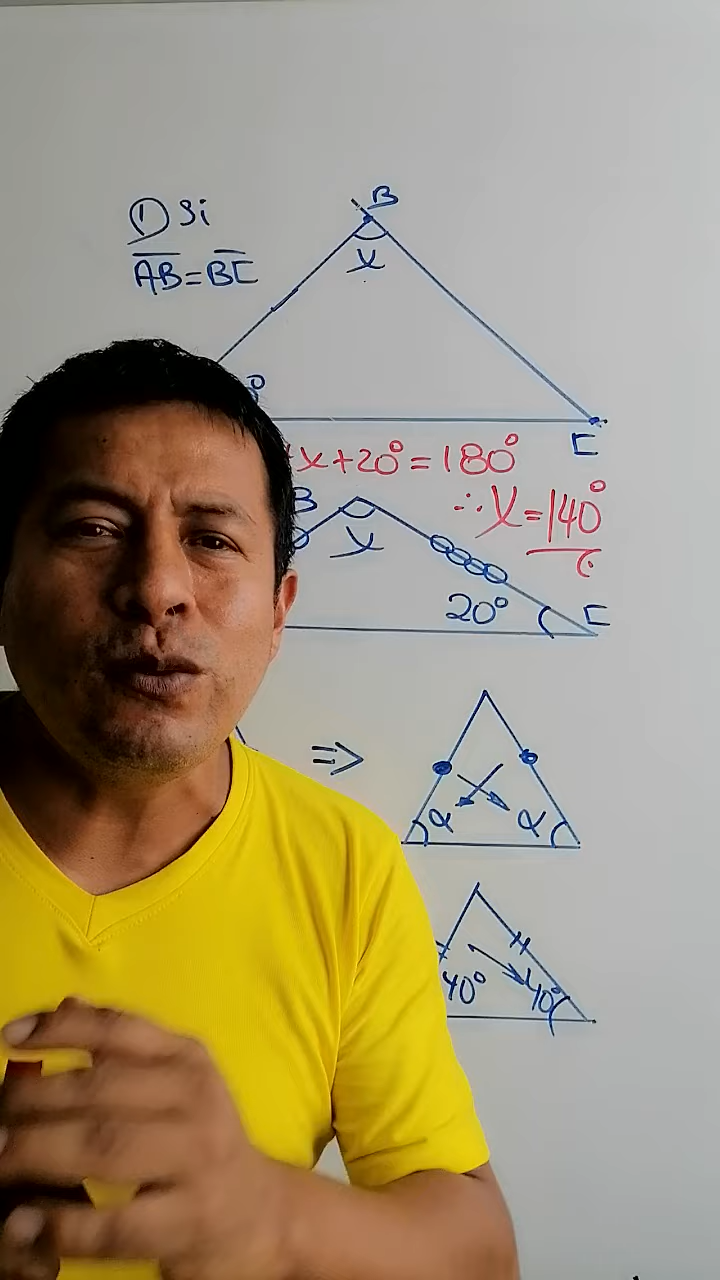 ① Si
B
AB=BC
x
°
C
x+20°=180°
∴ x=140°
B
x
20°
C
⇒
α α
40° 40°